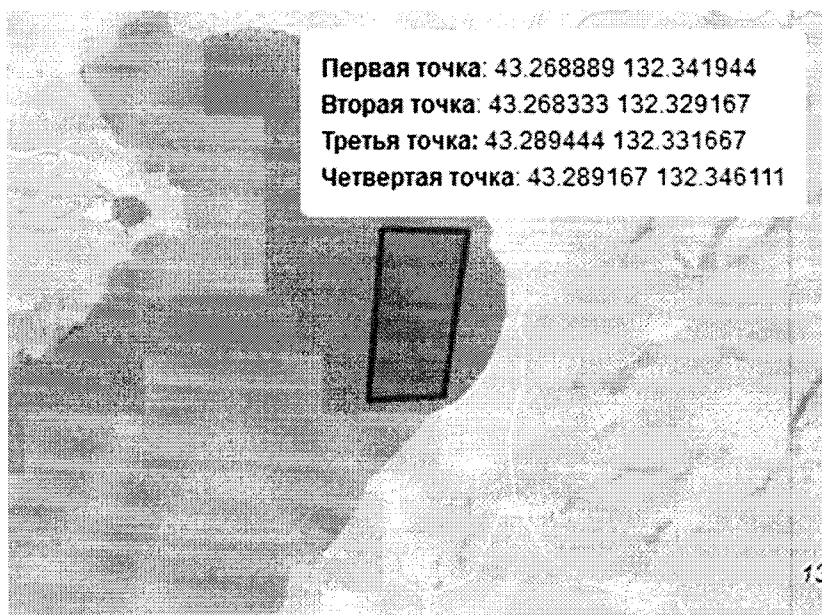 Первая точка: 43.268889 132.341944
Вторая точка: 43.268333 132.329167
Третья точка: 43.289444 132.331667
Четвертая точка: 43.289167 132.346111
13